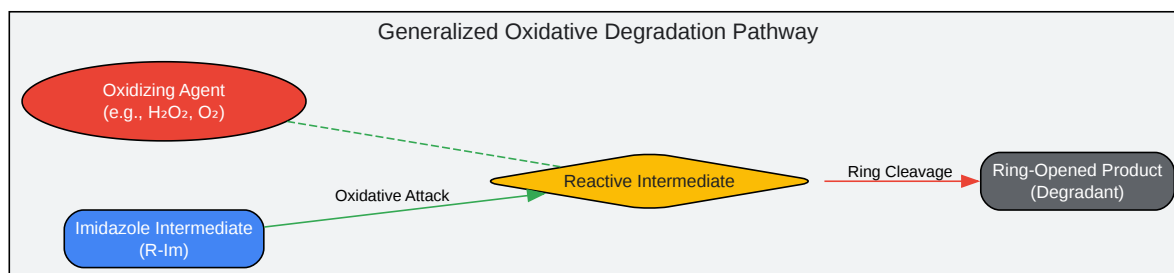 Generalized Oxidative Degradation Pathway
Oxidizing Agent
(e.g., H₂O₂, O₂)
Oxidative Attack
Imidazole Intermediate
(R-Im)
Reactive Intermediate
Ring Cleavage
Ring-Opened Product
(Degradant)